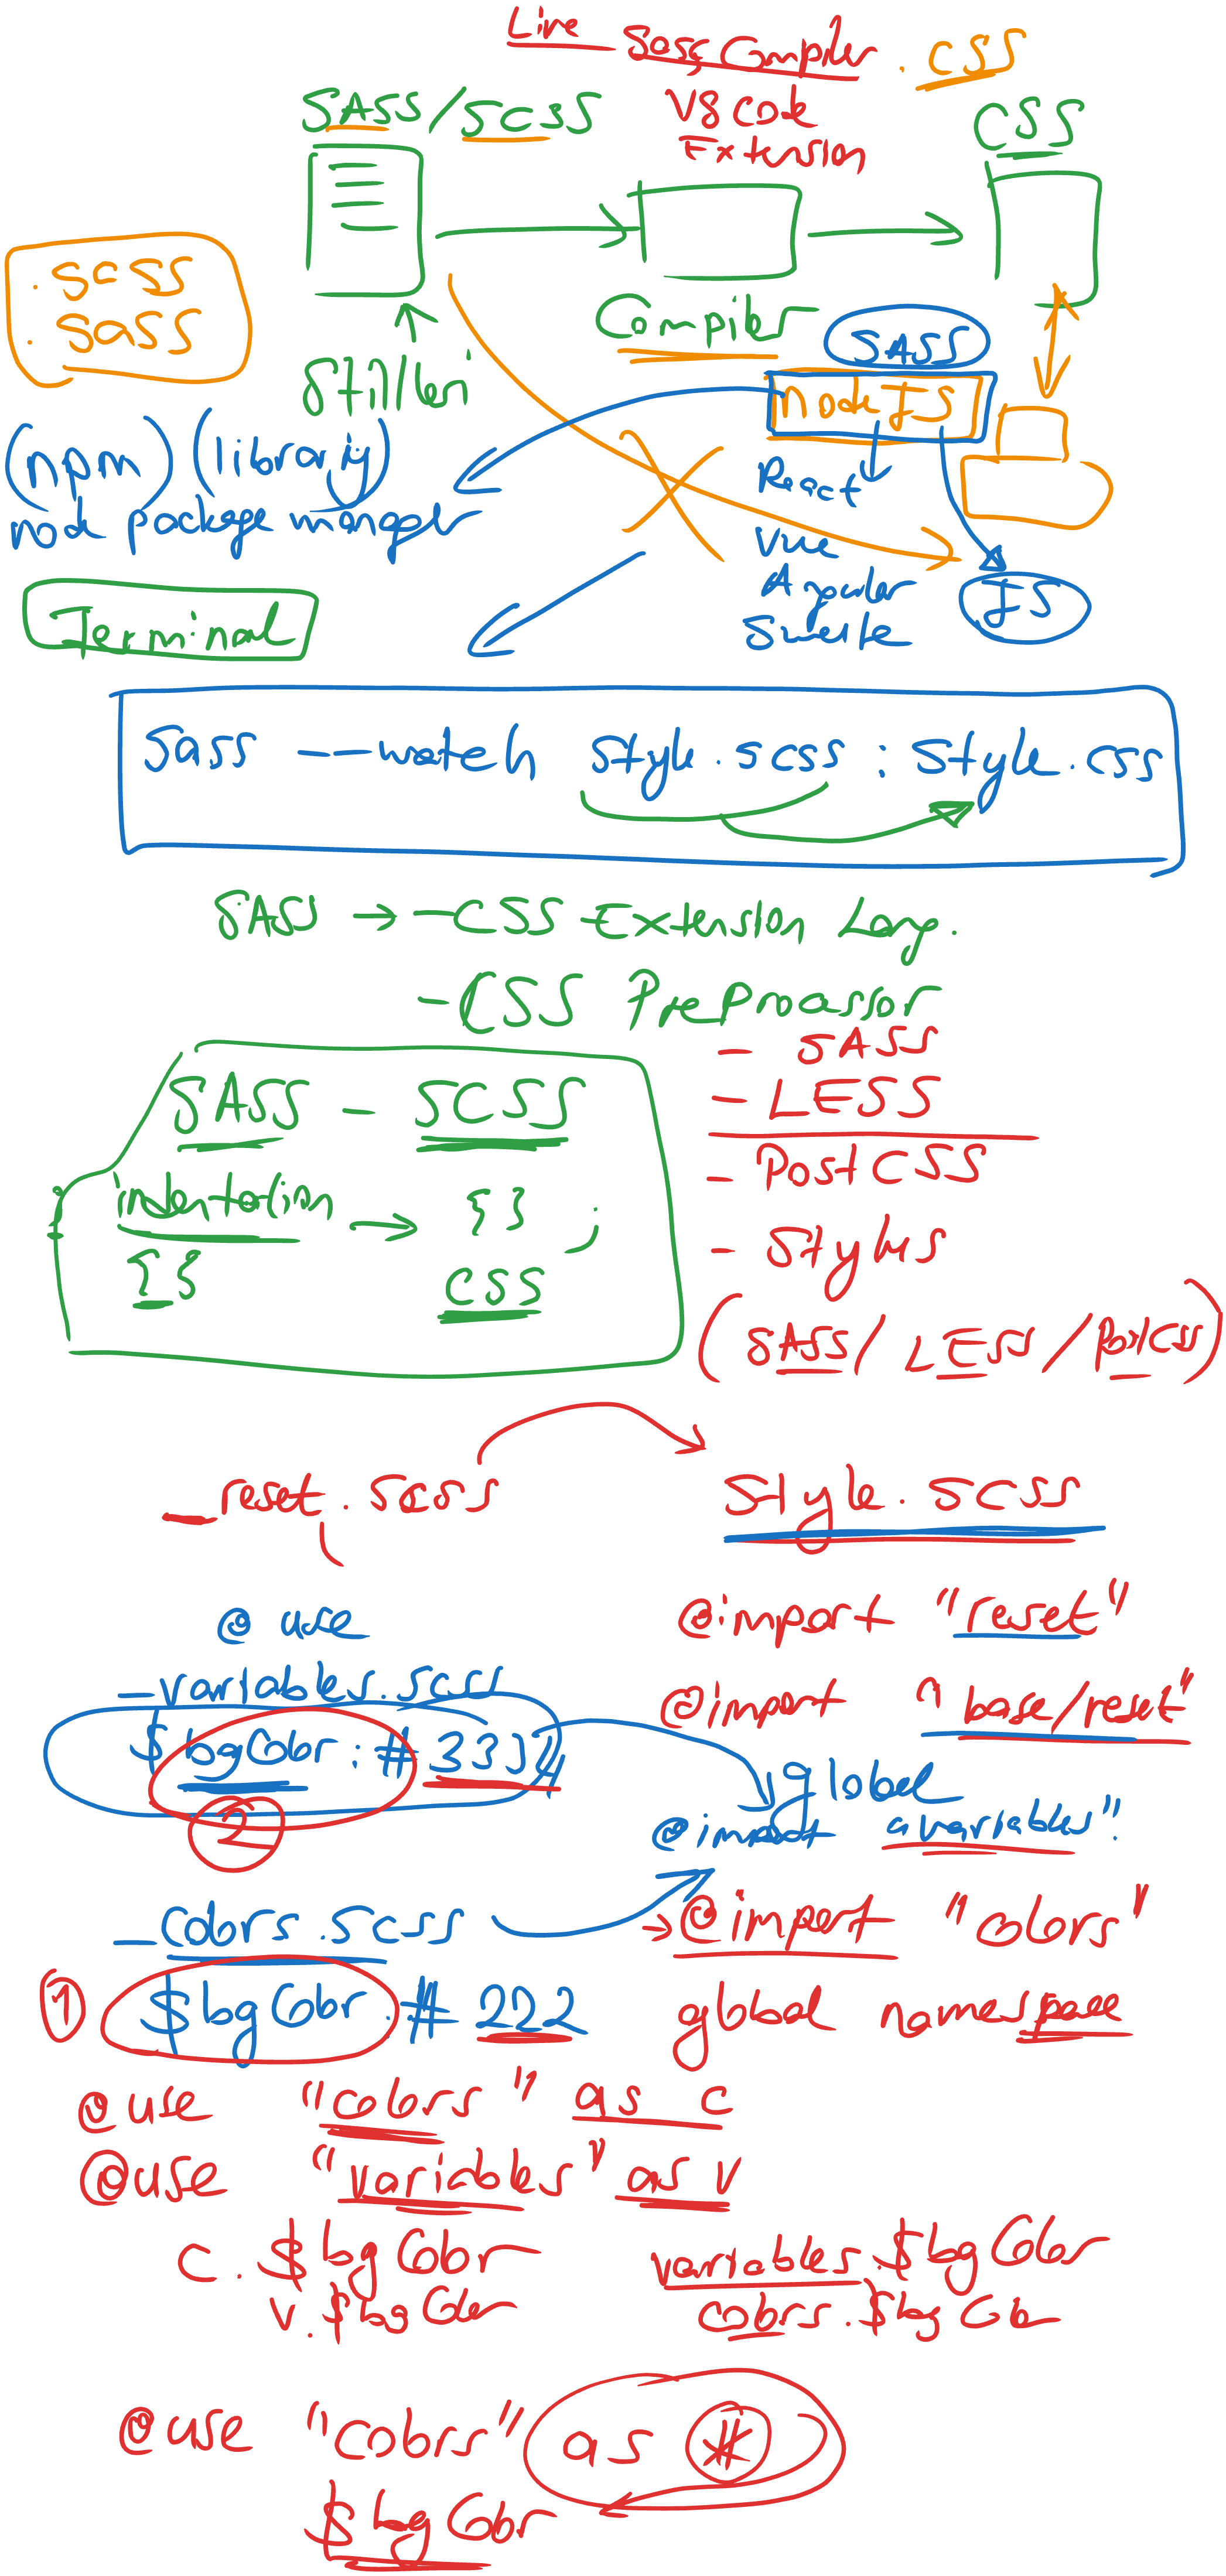 Live Sass Compiler . CSS
SASS/SCSS VS Code CSS
Extension
. SCSS
. SASS
Compiler
SASS
Stilleri
Node JS
(npm) (library)
node package manager
React
Vue
Angular
Svelte
JS
Terminal
Sass --watch Style.scss : Style.css
SASS → -CSS Extension Lang.
-CSS PreProcessor
- SASS
- LESS
- PostCSS
- Stylus
(SASS/ LESS /PostCSS)
SASS - SCSS
indentation → {} ;
{}
CSS
_reset.scss Style.scss
@use @import "reset"
_variables.scss @import "base/reset"
$bgColor: #333
global
2 @import "variables".
_colors.scss → @import "colors"
1 $bgColor: #222 global namespace
@use "colors" as c
@use "variables" as v
c.$bgColor variables.$bgColor
v.$bgColor colors.$bgColor
@use "colors" as *
$bgColor